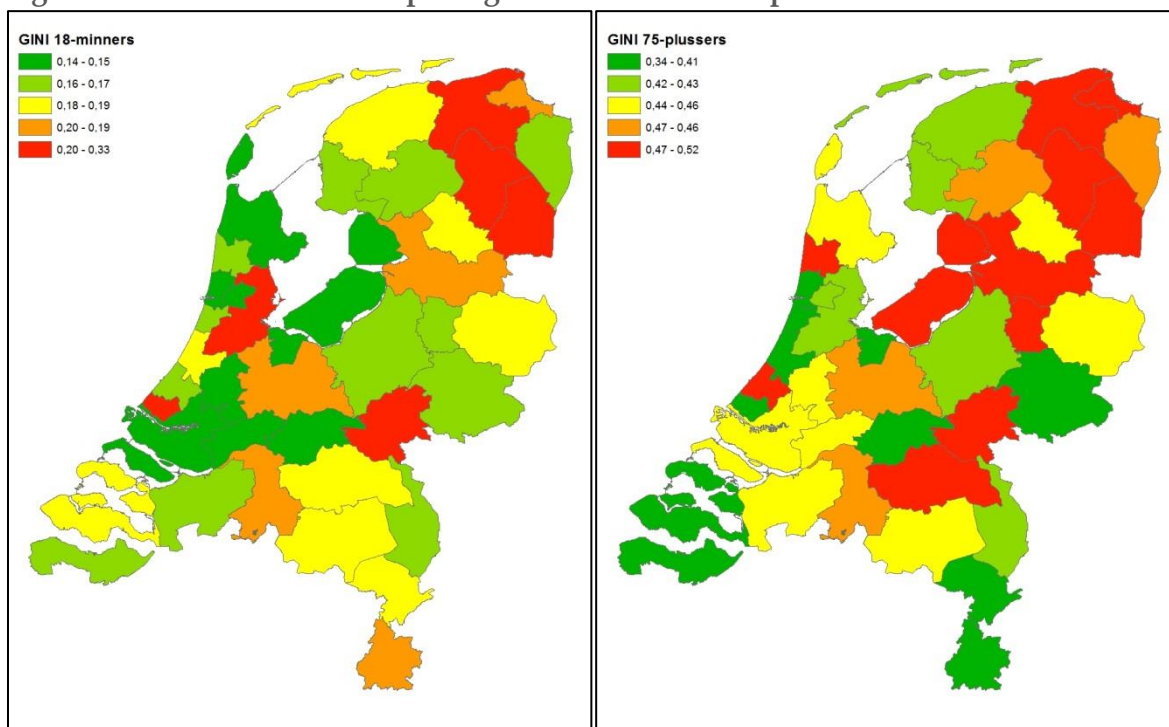 GINI 18-minners
0,14 - 0,15
0,16 - 0,17
0,18 - 0,19
0,20 - 0,19
0,20 - 0,33
GINI 75-plussers
0,34 - 0,41
0,42 - 0,43
0,44 - 0,46
0,47 - 0,46
0,47 - 0,52